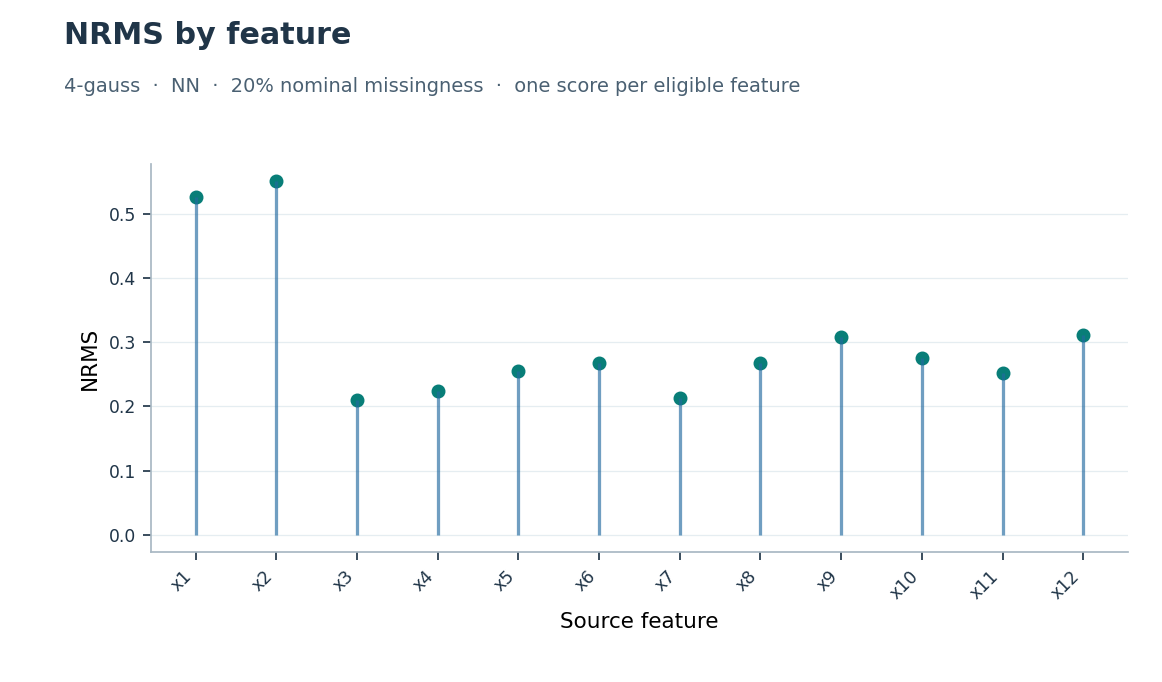 NRMS by feature
4-gauss · NN · 20% nominal missingness · one score per eligible feature
NRMS
0.5
0.4
0.3
0.2
0.1
0.0
x1 x2 x3 x4 x5 x6 x7 x8 x9 x10 x11 x12
Source feature